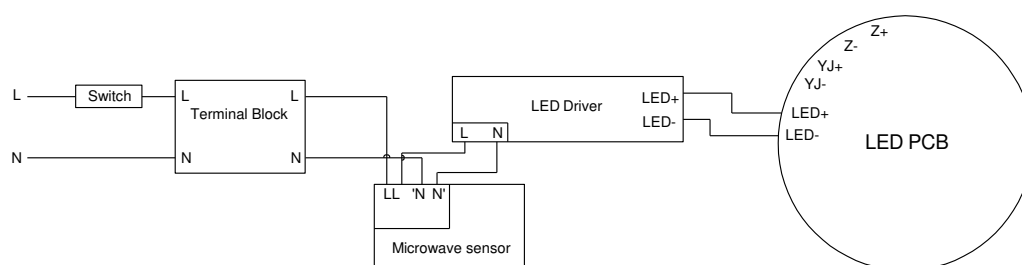 Z+
Z-
YJ+
YJ-
L
Switch
L
Terminal Block
L
LED Driver
LED+
LED-
LED+
LED-
LED PCB
L
N
N
N
N
LL
'N
N'
Microwave sensor